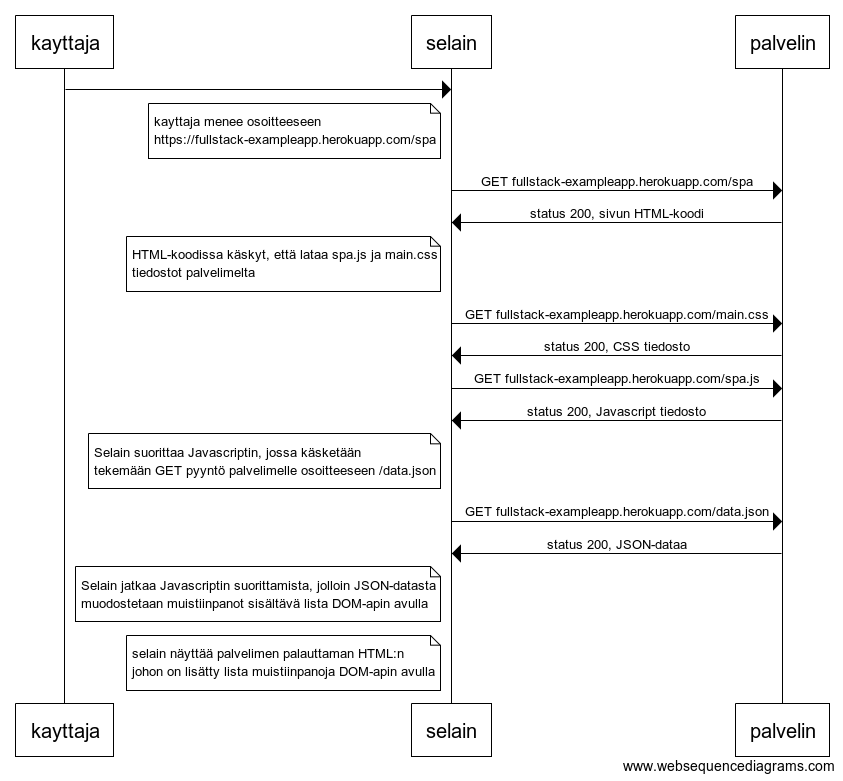 kayttaja
selain
palvelin
kayttaja menee osoitteeseen
https://fullstack-exampleapp.herokuapp.com/spa
GET fullstack-exampleapp.herokuapp.com/spa
status 200, sivun HTML-koodi
HTML-koodissa käskyt, että lataa spa.js ja main.css
tiedostot palvelimelta
GET fullstack-exampleapp.herokuapp.com/main.css
status 200, CSS tiedosto
GET fullstack-exampleapp.herokuapp.com/spa.js
status 200, Javascript tiedosto
Selain suorittaa Javascriptin, jossa käsketään
tekemään GET pyyntö palvelimelle osoitteeseen /data.json
GET fullstack-exampleapp.herokuapp.com/data.json
status 200, JSON-dataa
Selain jatkaa Javascriptin suorittamista, jolloin JSON-datasta
muodostetaan muistiinpanot sisältävä lista DOM-apin avulla
selain näyttää palvelimen palauttaman HTML:n
johon on lisätty lista muistiinpanoja DOM-apin avulla
kayttaja
selain
palvelin
www.websequencediagrams.com